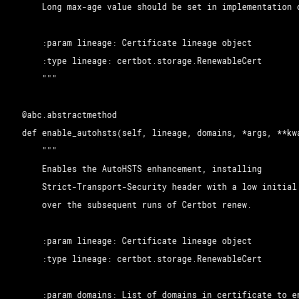 Long max-age value should be set in implementation
:param lineage: Certificate lineage object
:type lineage: certbot.storage.RenewableCert
"""
@abc.abstractmethod
def enable_autohsts(self, lineage, domains, *args, **kwa
"""
Enables the AutoHSTS enhancement, installing
Strict-Transport-Security header with a low initial
over the subsequent runs of Certbot renew.
:param lineage: Certificate lineage object
:type lineage: certbot.storage.RenewableCert
:param domains: List of domains in certificate to en